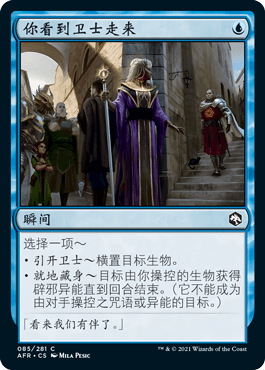 你看到卫士走来
瞬间
选择一项～
• 引开卫士～横置目标生物。
• 就地藏身～目标由你操控的生物获得
辟邪异能直到回合结束。（它不能成为
由对手操控之咒语或异能的目标。）
「看来我们有伴了。」
085/281 C
AFR • CS MILA PESIC
™ & © 2021 Wizards of the Coast